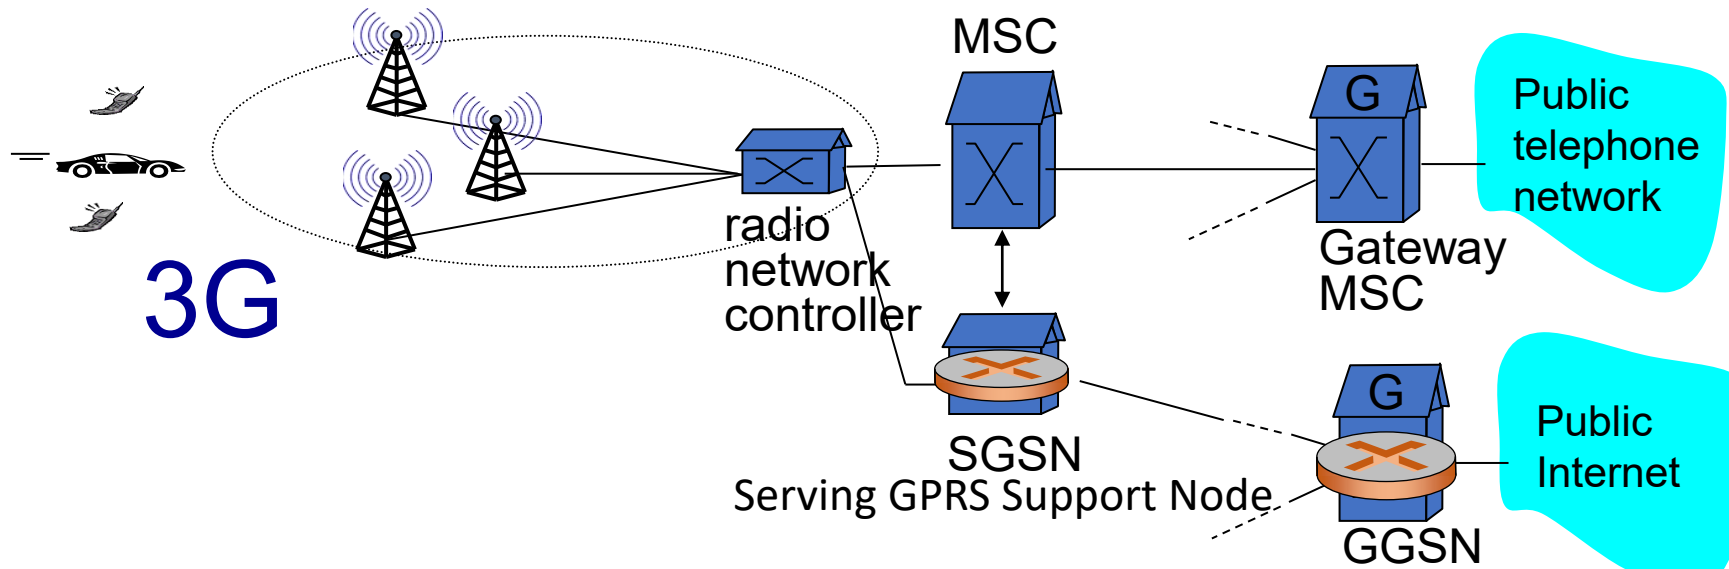 MSC
G
Public
telephone
network
radio
network
controller
Gateway
MSC
3G
G
Public
Internet
SGSN
Serving GPRS Support Node
GGSN